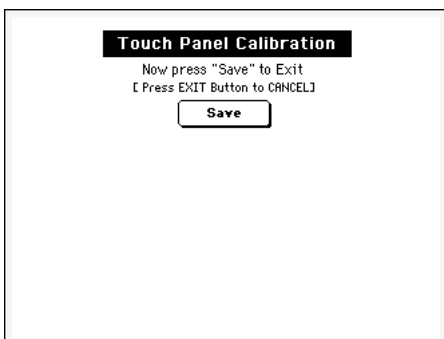 Touch Panel Calibration
Now press "Save" to Exit
[ Press EXIT Button to CANCEL]
Save